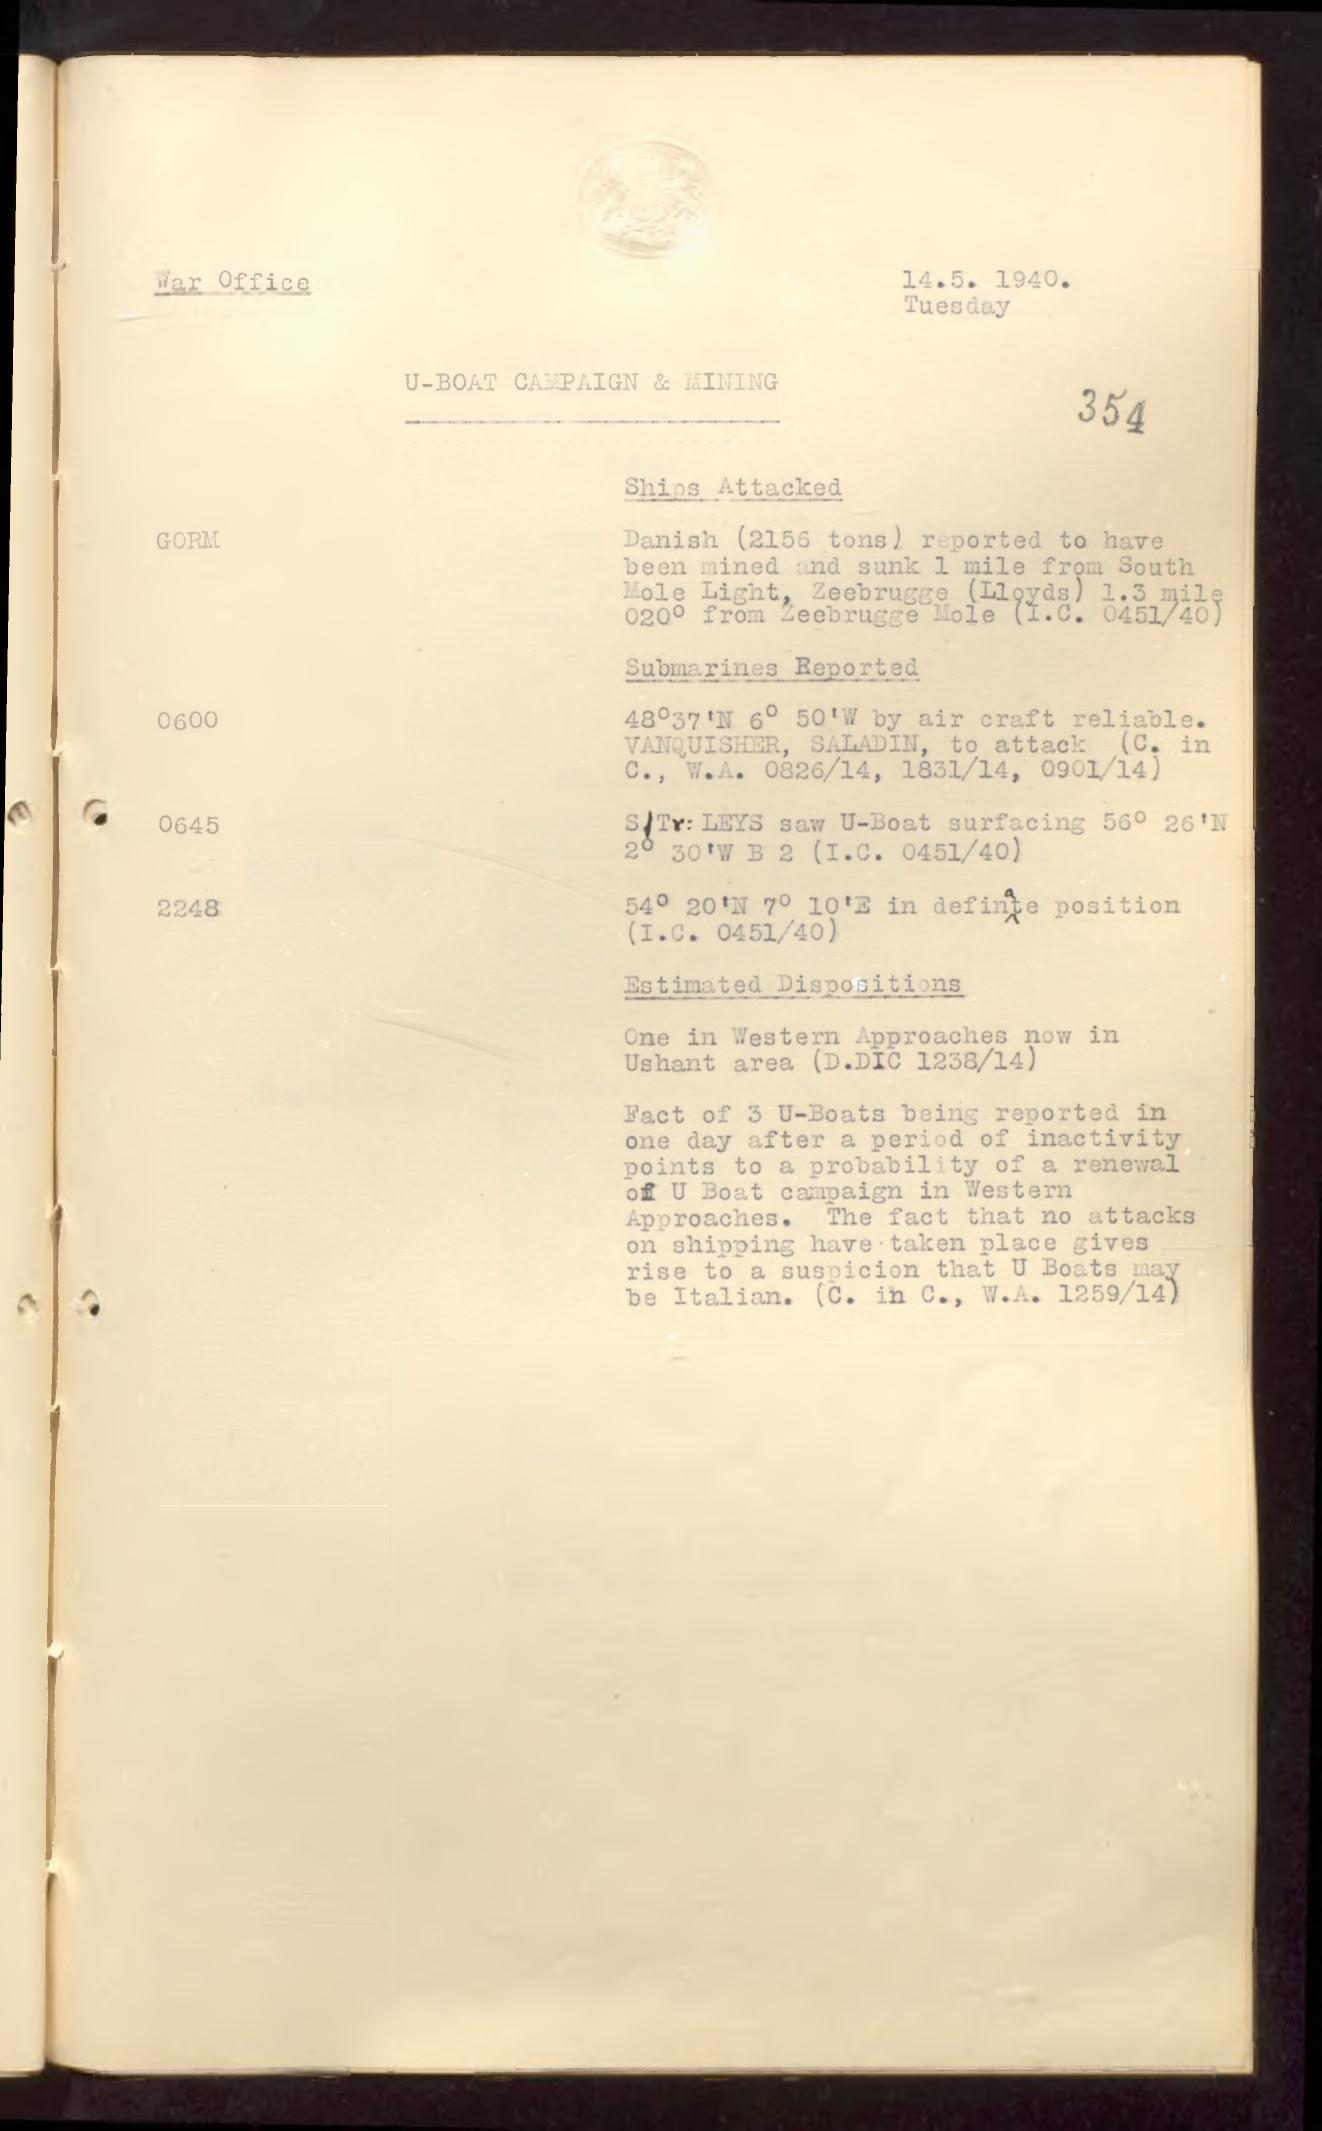 War Office
14.5. 1940.
Tuesday
U-BOAT CAMPAIGN & MINING
354
Ships Attacked
GORM
Danish (2156 tons) reported to have
been mined and sunk 1 mile from South
Mole Light, Zeebrugge (Lloyds) 1.3 mile
020° from Zeebrugge Mole (I.C. 0451/40)
Submarines Reported
0600
48°37'N 6° 50'W by air craft reliable.
VANQUISHER, SALADIN, to attack (C. in
C., W.A. 0826/14, 1831/14, 0901/14)
0645
S/Tr: LEYS saw U-Boat surfacing 56° 26'N
2° 30'W B 2 (I.C. 0451/40)
2248
54° 20'N 7° 10'E in definate position
(I.C. 0451/40)
Estimated Dispositions
One in Western Approaches now in
Ushant area (D.DIC 1238/14)
Fact of 3 U-Boats being reported in
one day after a period of inactivity
points to a probability of a renewal
of U Boat campaign in Western
Approaches. The fact that no attacks
on shipping have taken place gives
rise to a suspicion that U Boats may
be Italian. (C. in C., W.A. 1259/14)